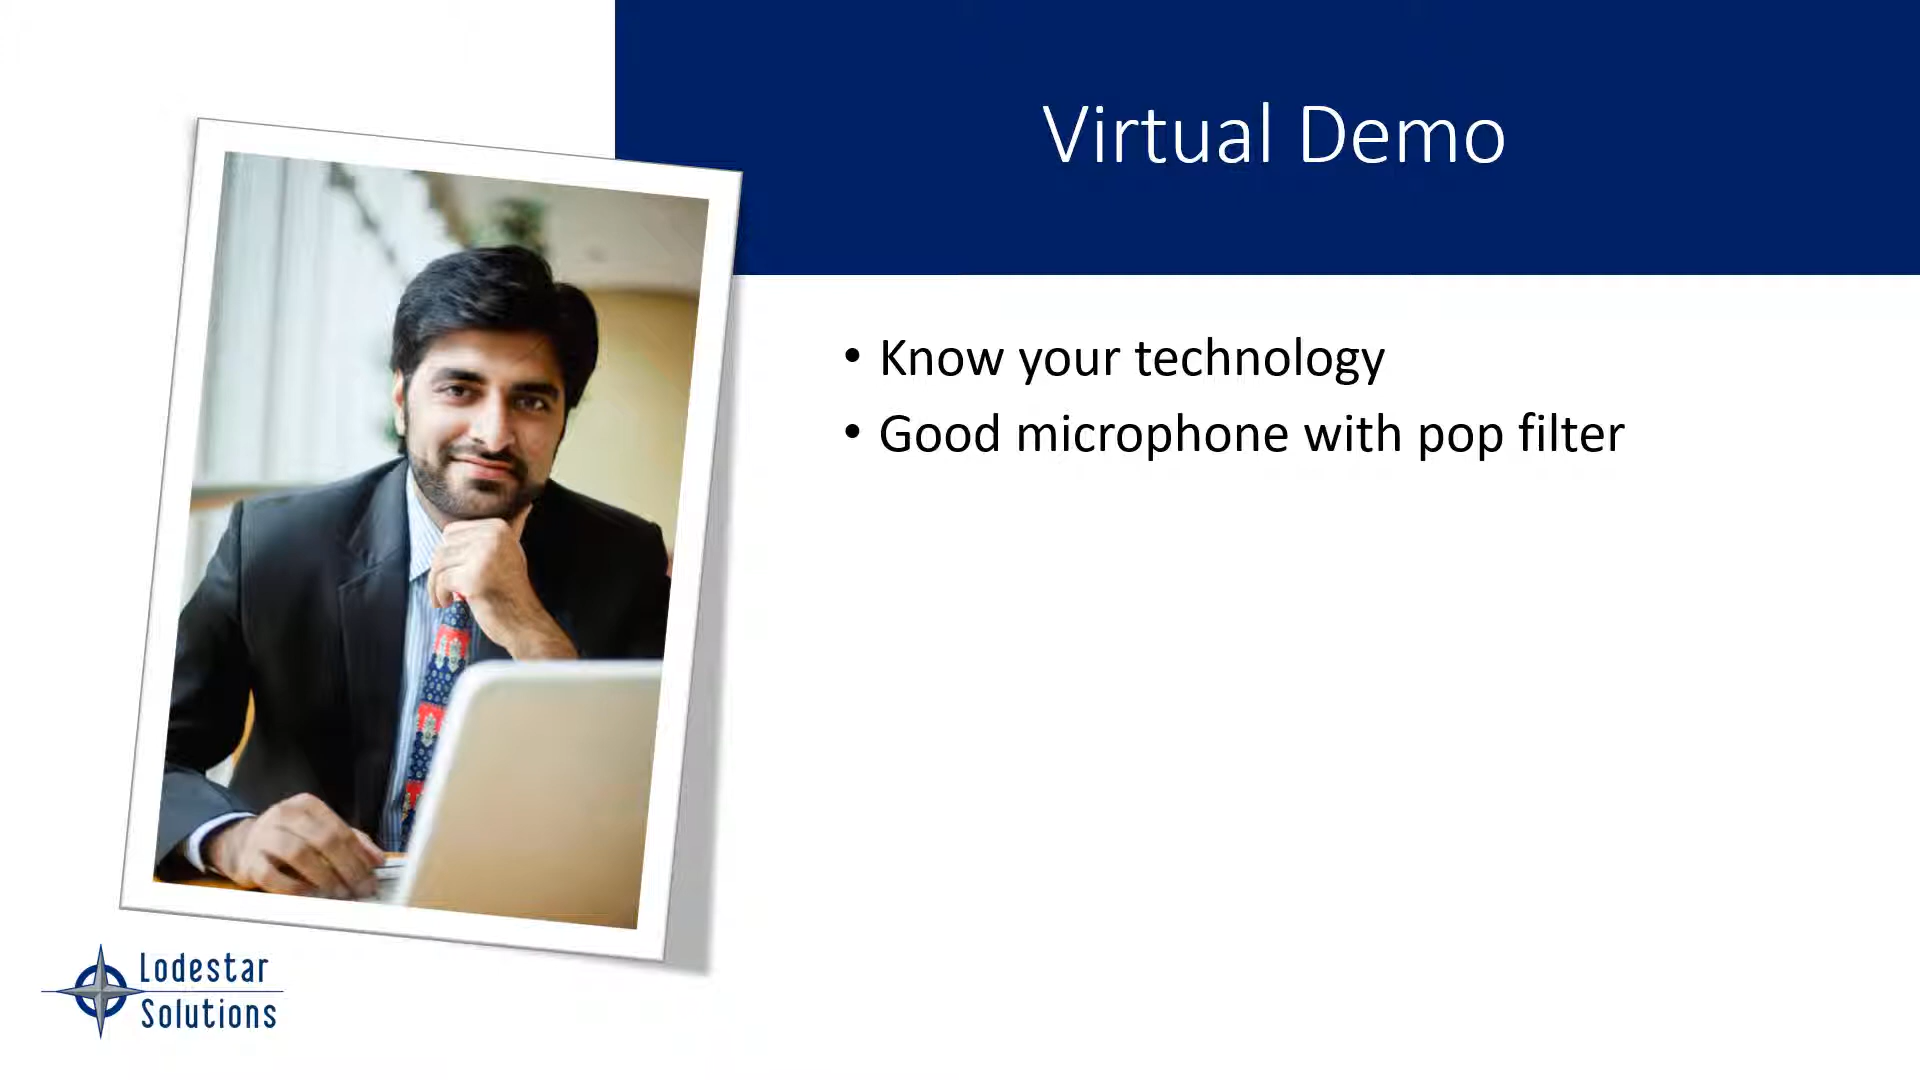 Virtual Demo
• Know your technology
• Good microphone with pop filter
Lodestar
Solutions